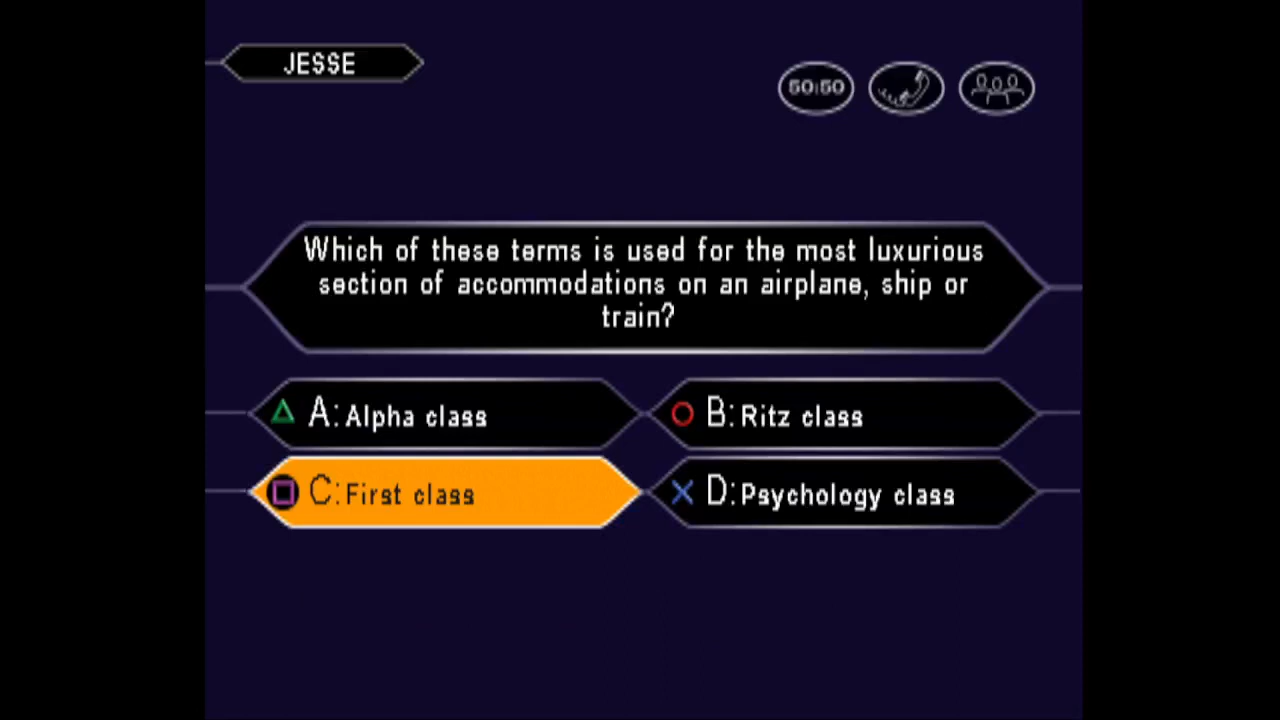 JESSE
50:50
Which of these terms is used for the most luxurious
section of accommodations on an airplane, ship or
train?
A: Alpha class
B: Ritz class
C: First class
D: Psychology class